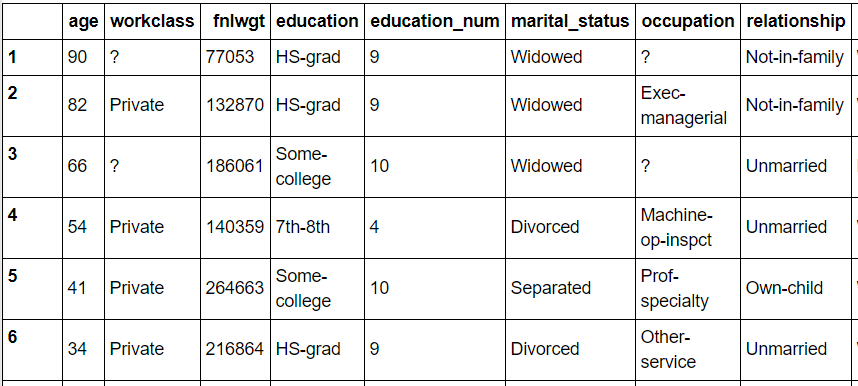 age workclass fnlwgt education education_num marital_status occupation relationship
1 90 ? 77053 HS-grad 9 Widowed ? Not-in-family
2 82 Private 132870 HS-grad 9 Widowed Exec-
managerial Not-in-family
3 66 ? 186061 Some-
college 10 Widowed ? Unmarried
4 54 Private 140359 7th-8th 4 Divorced Machine-
op-inspct Unmarried
5 41 Private 264663 Some-
college 10 Separated Prof-
specialty Own-child
6 34 Private 216864 HS-grad 9 Divorced Other-
service Unmarried